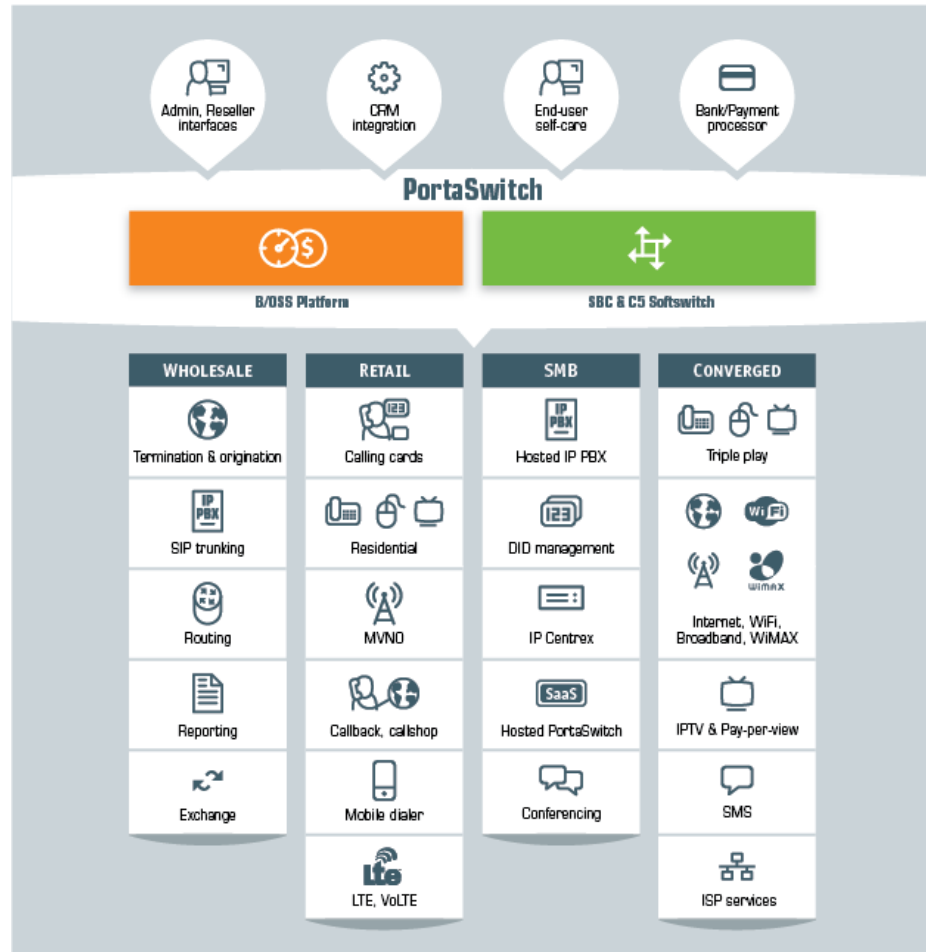 Admin, Reseller
interfaces
CRM
integration
End-user
self-care
Bank/Payment
processor
PortaSwitch
$
B/OSS Platform
SBC & C5 Softswitch
WHOLESALE
Termination & origination
IP
PBX
SIP trunking
Routing
Reporting
Exchange
RETAIL
123
Calling cards
Residential
MVNO
Callback, callshop
Mobile dialer
Lte
LTE, VoLTE
SMB
IP
PBX
Hosted IP PBX
123
DID management
IP Centrex
SaaS
Hosted PortaSwitch
Conferencing
CONVERGED
Triple play
WiFi
WiMAX
Internet, WiFi,
Broadband, WiMAX
IPTV & Pay-per-view
SMS
ISP services